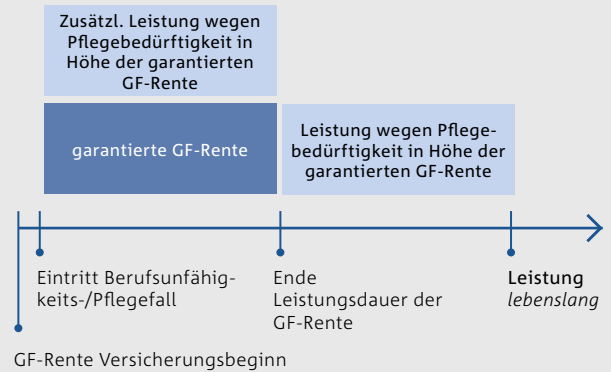 Zusätzl. Leistung wegen
Pflegebedürftigkeit in
Höhe der garantierten
GF-Rente
garantierte GF-Rente
Leistung wegen Pflege-
bedürftigkeit in Höhe der
garantierten GF-Rente
Eintritt Berufsunfähig-
keits-/Pflegefall
Ende
Leistungsdauer der
GF-Rente
Leistung
lebenslang
GF-Rente Versicherungsbeginn